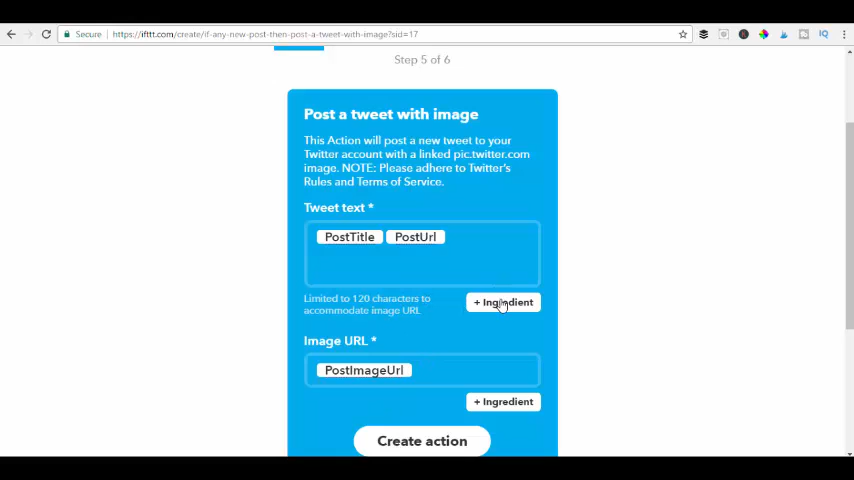 Secure
https://ifttt.com/create/if-any-new-post-then-post-a-tweet-with-image?sid=17
Step 5 of 6
Post a tweet with image
This Action will post a new tweet to your
Twitter account with a linked pic.twitter.com
image. NOTE: Please adhere to Twitter's
Rules and Terms of Service.
Tweet text *
PostTitle PostUrl
Limited to 120 characters to
accommodate image URL
+ Ingredient
Image URL *
PostImageUrl
+ Ingredient
Create action